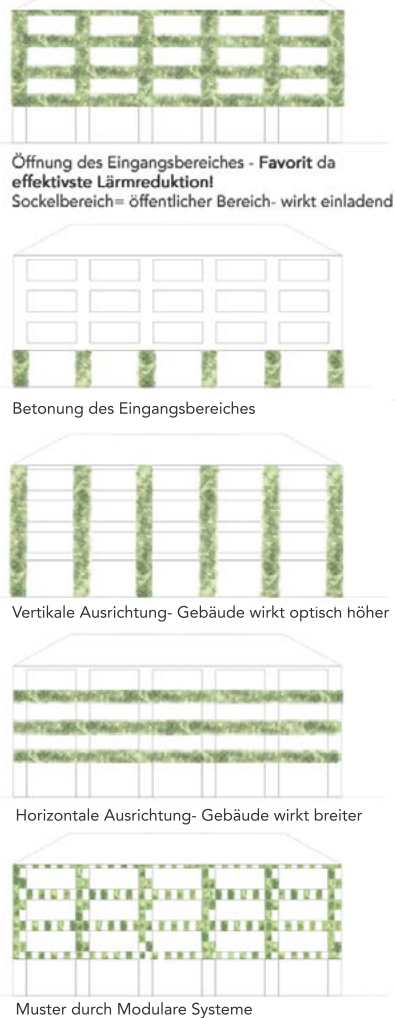 Öffnung des Eingangsbereiches - Favorit da
effektivste Lärmreduktion!
Sockelbereich= öffentlicher Bereich- wirkt einladend
Betonung des Eingangsbereiches
Vertikale Ausrichtung- Gebäude wirkt optisch höher
Horizontale Ausrichtung- Gebäude wirkt breiter
Muster durch Modulare Systeme